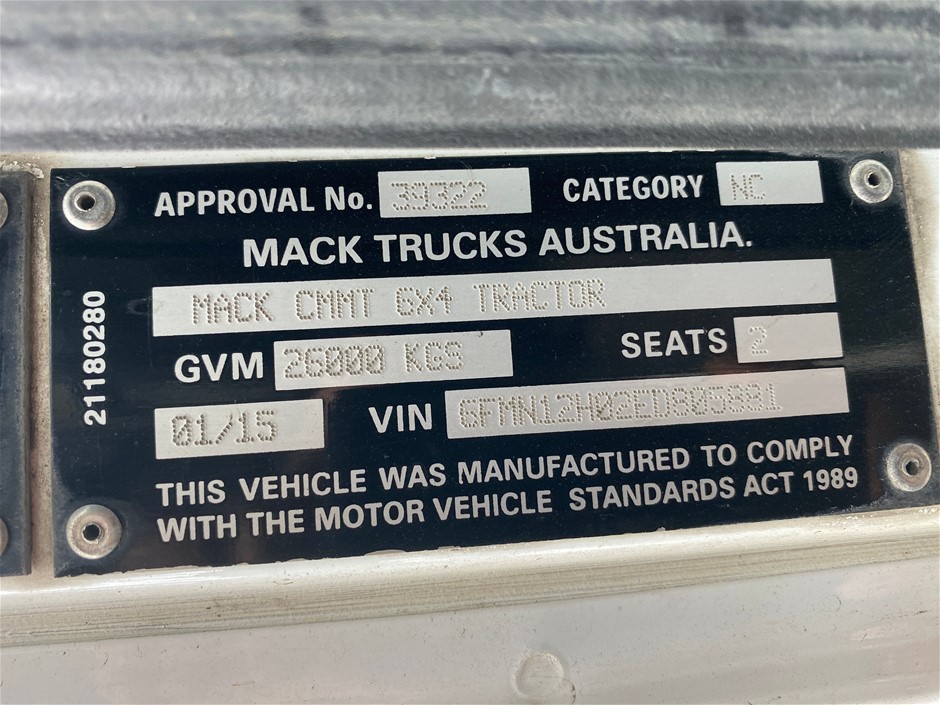 APPROVAL No. 39322 CATEGORY NC
MACK TRUCKS AUSTRALIA.
MACK CMMT 6X4 TRACTOR
GVM 26000 KGS SEATS 2
01/15 VIN 6FMN12H02ED805881
THIS VEHICLE WAS MANUFACTURED TO COMPLY
WITH THE MOTOR VEHICLE STANDARDS ACT 1989
21180280